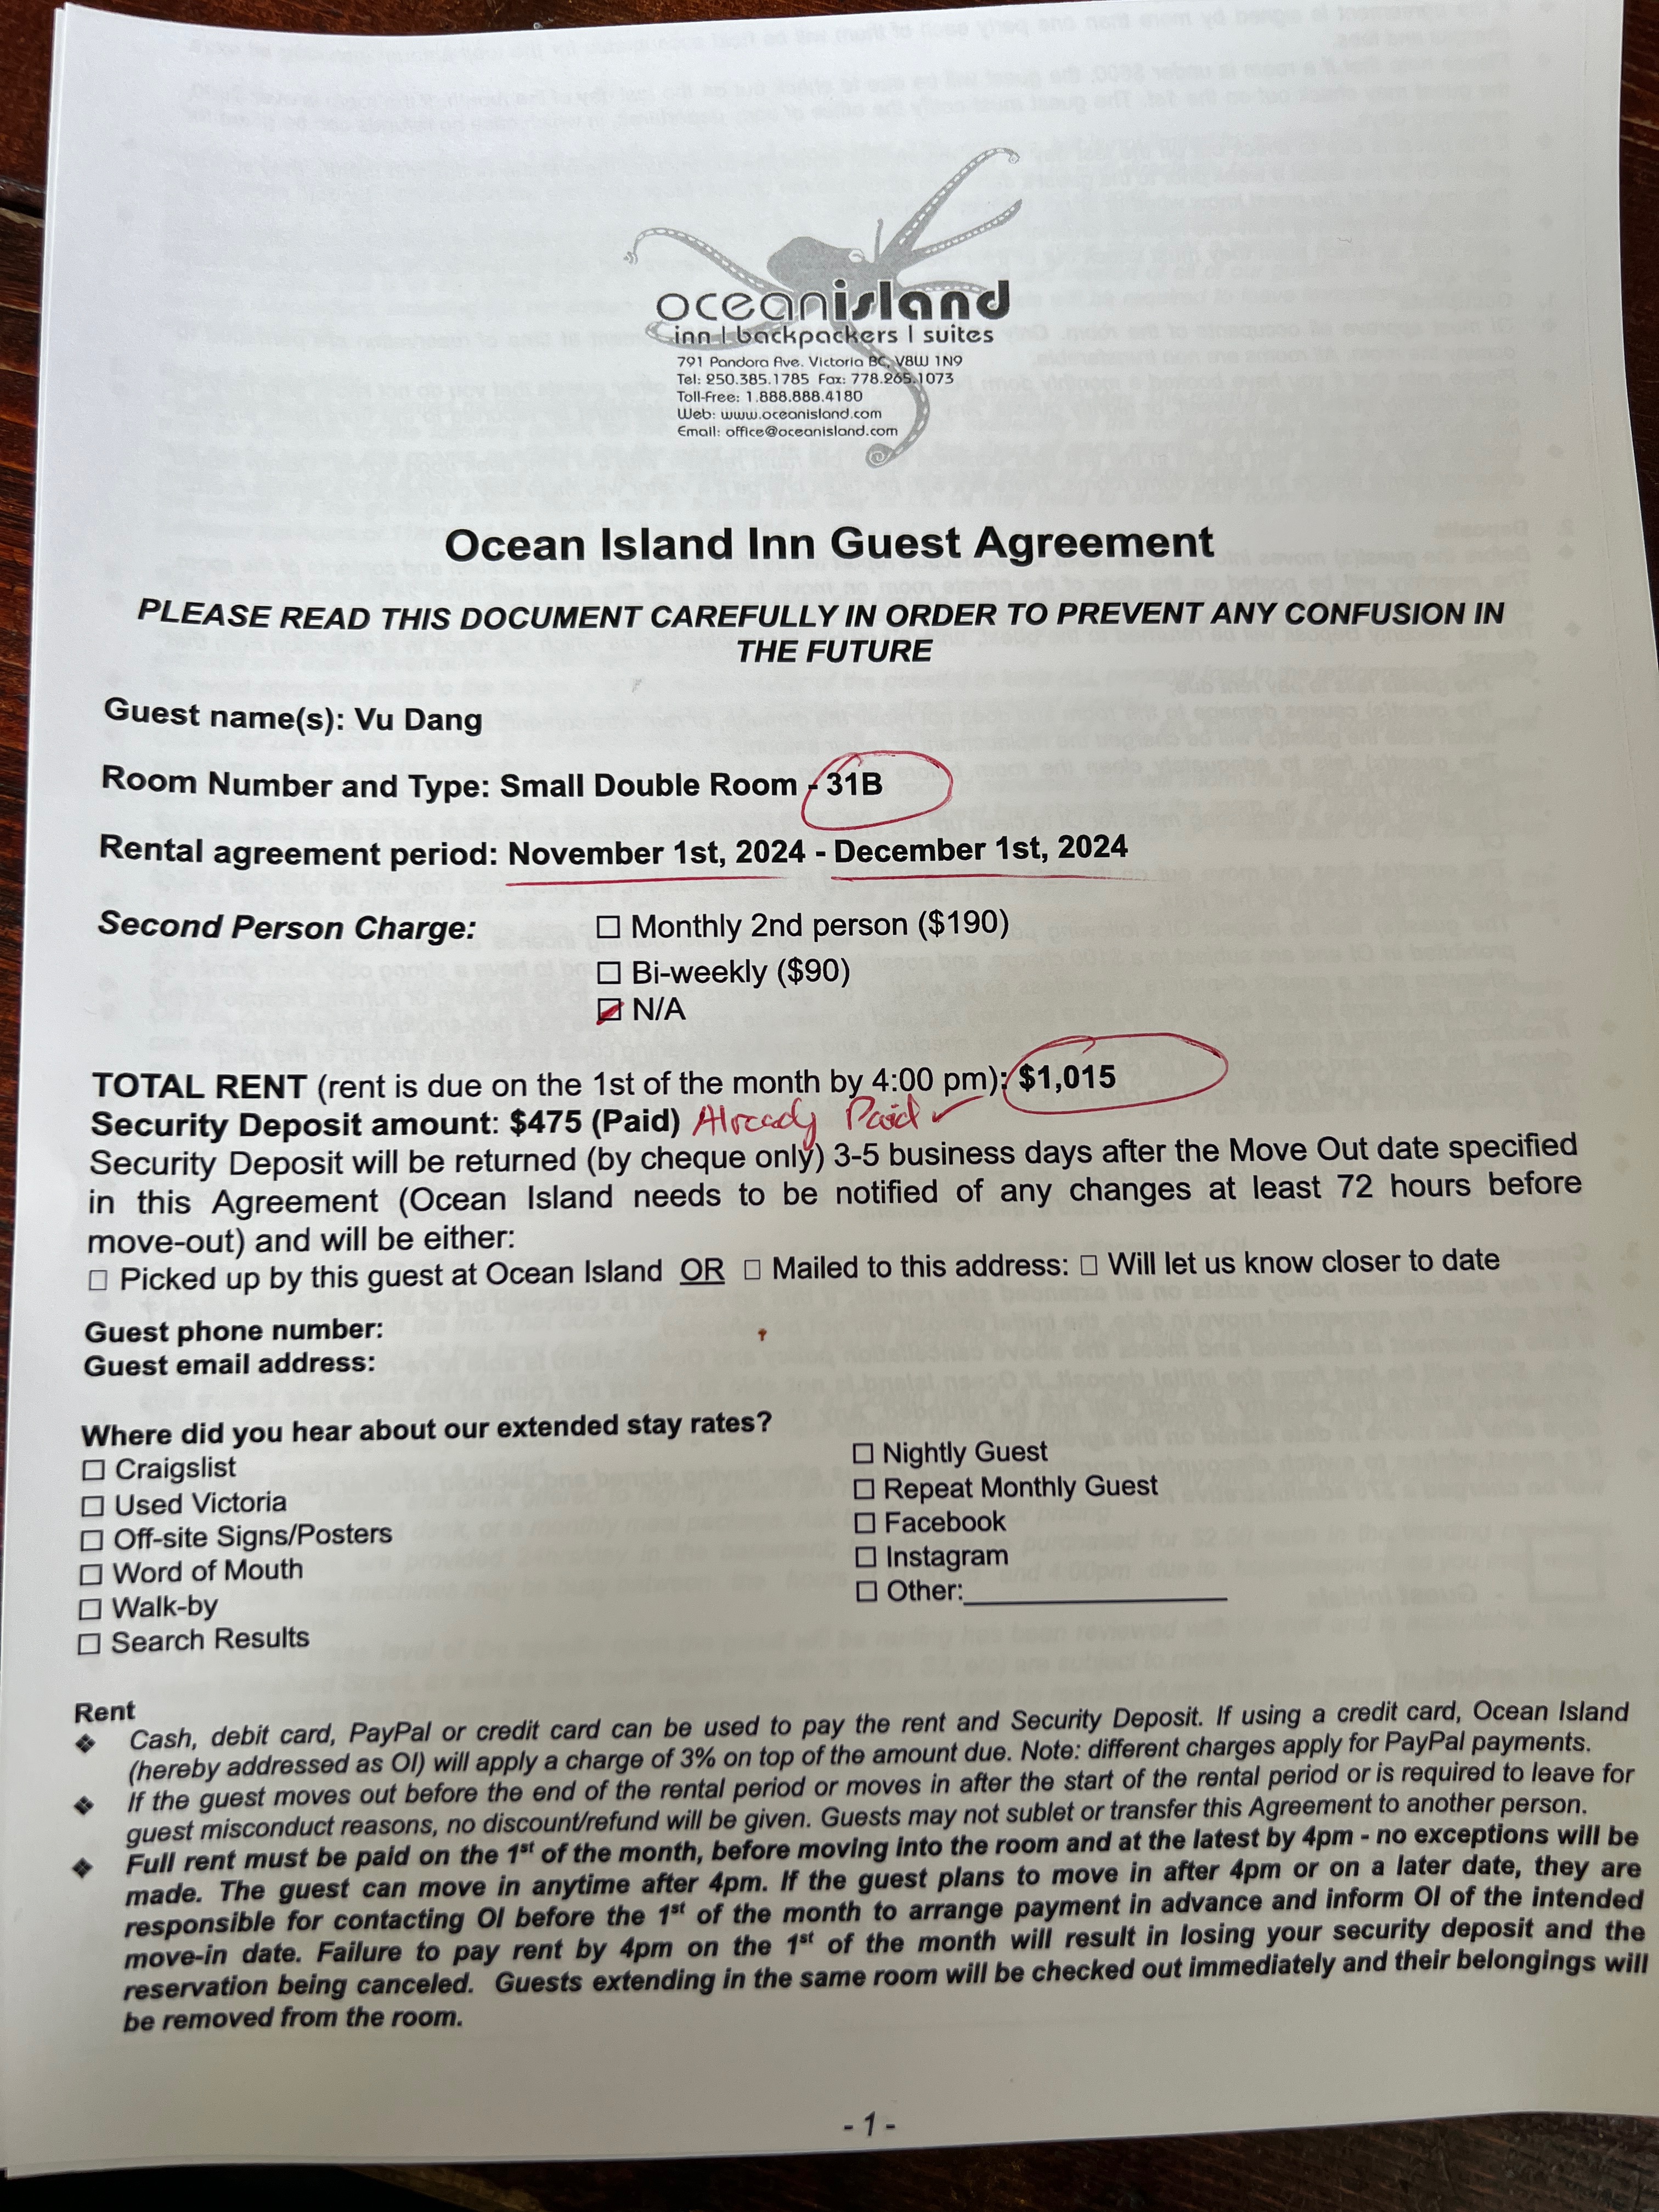 oceanisland
inn | backpackers | suites
791 Pandora Ave. Victoria BC, V8W 1N9
Tel: 250.385.1785 Fax: 778.265.1073
Toll-Free: 1.888.888.4180
Web: www.oceanisland.com
Email: office@oceanisland.com
Ocean Island Inn Guest Agreement
PLEASE READ THIS DOCUMENT CAREFULLY IN ORDER TO PREVENT ANY CONFUSION IN
THE FUTURE
Guest name(s): Vu Dang
Room Number and Type: Small Double Room - 31B
Rental agreement period: November 1st, 2024 - December 1st, 2024
Second Person Charge: ☐ Monthly 2nd person ($190)
☐ Bi-weekly ($90)
☑ N/A
TOTAL RENT (rent is due on the 1st of the month by 4:00 pm): $1,015
Security Deposit amount: $475 (Paid) Already Paid ✓
Security Deposit will be returned (by cheque only) 3-5 business days after the Move Out date specified
in this Agreement (Ocean Island needs to be notified of any changes at least 72 hours before
move-out) and will be either:
☐ Picked up by this guest at Ocean Island OR ☐ Mailed to this address: ☐ Will let us know closer to date
Guest phone number:
Guest email address:
Where did you hear about our extended stay rates?
☐ Craigslist
☐ Used Victoria
☐ Off-site Signs/Posters
☐ Word of Mouth
☐ Walk-by
☐ Search Results
☐ Nightly Guest
☐ Repeat Monthly Guest
☐ Facebook
☐ Instagram
☐ Other:
Rent
❖ Cash, debit card, PayPal or credit card can be used to pay the rent and Security Deposit. If using a credit card, Ocean Island
(hereby addressed as OI) will apply a charge of 3% on top of the amount due. Note: different charges apply for PayPal payments.
❖ If the guest moves out before the end of the rental period or moves in after the start of the rental period or is required to leave for
guest misconduct reasons, no discount/refund will be given. Guests may not sublet or transfer this Agreement to another person.
❖ Full rent must be paid on the 1st of the month, before moving into the room and at the latest by 4pm - no exceptions will be
made. The guest can move in anytime after 4pm. If the guest plans to move in after 4pm or on a later date, they are
responsible for contacting OI before the 1st of the month to arrange payment in advance and inform OI of the intended
move-in date. Failure to pay rent by 4pm on the 1st of the month will result in losing your security deposit and the
reservation being canceled. Guests extending in the same room will be checked out immediately and their belongings will
be removed from the room.
- 1 -